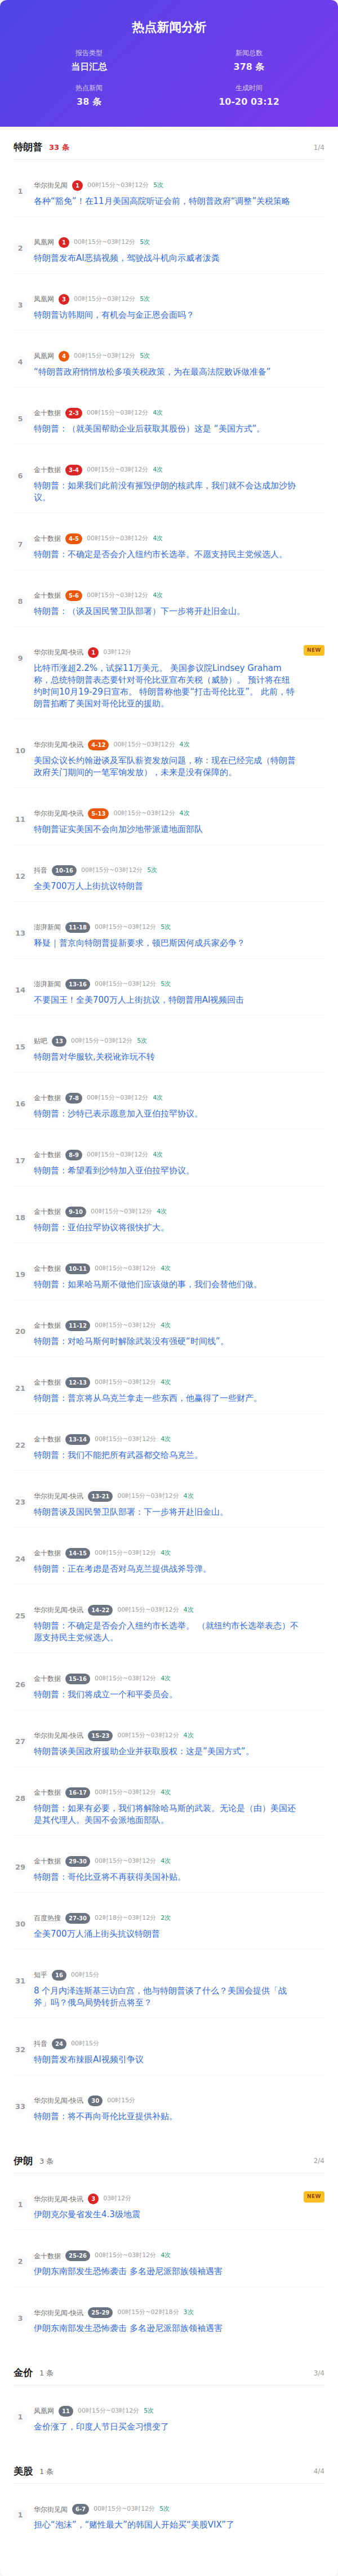 热点新闻分析
报告类型
新闻总数
当日汇总
378 条
热点新闻
生成时间
38 条
10-20 03:12
特朗普 33 条 1/4
1
华尔街见闻 1 00时15分~03时12分 5次
各种“豁免”！在11月美国高院听证会前，特朗普政府“调整”关税政策
2
凤凰网 1 00时15分~03时12分 5次
特朗普发布AI恶搞视频，驾驶战斗机向示威者泼粪
3
凤凰网 3 00时15分~03时12分 5次
特朗普访韩期间，有机会与金正恩会面吗？
4
凤凰网 4 00时15分~03时12分 5次
“特朗普政府悄悄放松多项关税政策，为在最高法院败诉做准备”
5
金十数据 2-3 00时15分~03时12分 4次
特朗普：（就美国帮助企业后获取其股份）这是 “美国方式”。
6
金十数据 3-4 00时15分~03时12分 4次
特朗普：如果我们此前没有摧毁伊朗的核武库，我们就不会达成加沙协
议。
7
金十数据 4-5 00时15分~03时12分 4次
特朗普：不确定是否会介入纽约市长选举。不愿支持民主党候选人。
8
金十数据 5-6 00时15分~03时12分 4次
特朗普：（谈及国民警卫队部署）下一步将开赴旧金山。
9
华尔街见闻-快讯 1 03时12分 NEW
比特币涨超2.2%，试探11万美元。 美国参议院Lindsey Graham
称，总统特朗普表态要针对哥伦比亚宣布关税（威胁）。 预计将在纽
约时间10月19-29日宣布。 特朗普称他要“打击哥伦比亚”。 此前，特
朗普掐断了美国对哥伦比亚的援助。
10
华尔街见闻-快讯 4-12 00时15分~03时12分 4次
美国众议长约翰逊谈及军队薪资发放问题，称：现在已经完成（特朗普
政府关门期间的一笔军饷发放），未来是没有保障的。
11
华尔街见闻-快讯 5-13 00时15分~03时12分 4次
特朗普证实美国不会向加沙地带派遣地面部队
12
抖音 10-16 00时15分~03时12分 5次
全美700万人上街抗议特朗普
13
澎湃新闻 11-18 00时15分~03时12分 5次
释疑｜普京向特朗普提新要求，顿巴斯因何成兵家必争？
14
澎湃新闻 13-16 00时15分~03时12分 5次
不要国王！全美700万人上街抗议，特朗普用AI视频回击
15
贴吧 13 00时15分~03时12分 5次
特朗普对华服软,关税讹诈玩不转
16
金十数据 7-8 00时15分~03时12分 4次
特朗普：沙特已表示愿意加入亚伯拉罕协议。
17
金十数据 8-9 00时15分~03时12分 4次
特朗普：希望看到沙特加入亚伯拉罕协议。
18
金十数据 9-10 00时15分~03时12分 4次
特朗普：亚伯拉罕协议将很快扩大。
19
金十数据 10-11 00时15分~03时12分 4次
特朗普：如果哈马斯不做他们应该做的事，我们会替他们做。
20
金十数据 11-12 00时15分~03时12分 4次
特朗普：对哈马斯何时解除武装没有强硬“时间线”。
21
金十数据 12-13 00时15分~03时12分 4次
特朗普：普京将从乌克兰拿走一些东西，他赢得了一些财产。
22
金十数据 13-14 00时15分~03时12分 4次
特朗普：我们不能把所有武器都交给乌克兰。
23
华尔街见闻-快讯 13-21 00时15分~03时12分 4次
特朗普谈及国民警卫队部署：下一步将开赴旧金山。
24
金十数据 14-15 00时15分~03时12分 4次
特朗普：正在考虑是否对乌克兰提供战斧导弹。
25
华尔街见闻-快讯 14-22 00时15分~03时12分 4次
特朗普：不确定是否会介入纽约市长选举。 （就纽约市长选举表态）不
愿支持民主党候选人。
26
金十数据 15-16 00时15分~03时12分 4次
特朗普：我们将成立一个和平委员会。
27
华尔街见闻-快讯 15-23 00时15分~03时12分 4次
特朗普谈美国政府援助企业并获取股权：这是“美国方式”。
28
金十数据 16-17 00时15分~03时12分 4次
特朗普：如果有必要，我们将解除哈马斯的武装。无论是（由）美国还
是其代理人。美国不会派地面部队。
29
金十数据 29-30 00时15分~03时12分 4次
特朗普：哥伦比亚将不再获得美国补贴。
30
百度热搜 27-30 02时18分~03时12分 2次
全美700万人涌上街头抗议特朗普
31
知乎 16 00时15分
8 个月内泽连斯基三访白宫，他与特朗普谈了什么？美国会提供「战
斧」吗？俄乌局势转折点将至？
32
抖音 24 00时15分
特朗普发布辣眼AI视频引争议
33
华尔街见闻-快讯 30 00时15分
特朗普：将不再向哥伦比亚提供补贴。
伊朗 3 条 2/4
1
华尔街见闻-快讯 3 03时12分 NEW
伊朗克尔曼省发生4.3级地震
2
金十数据 25-26 00时15分~03时12分 4次
伊朗东南部发生恐怖袭击 多名逊尼派部族领袖遇害
3
华尔街见闻-快讯 25-29 00时15分~02时18分 3次
伊朗东南部发生恐怖袭击 多名逊尼派部族领袖遇害
金价 1 条 3/4
1
凤凰网 11 00时15分~03时12分 5次
金价涨了，印度人节日买金习惯变了
美股 1 条 4/4
1
华尔街见闻 6-7 00时15分~03时12分 5次
担心“泡沫”，“赌性最大”的韩国人开始买“美股VIX”了